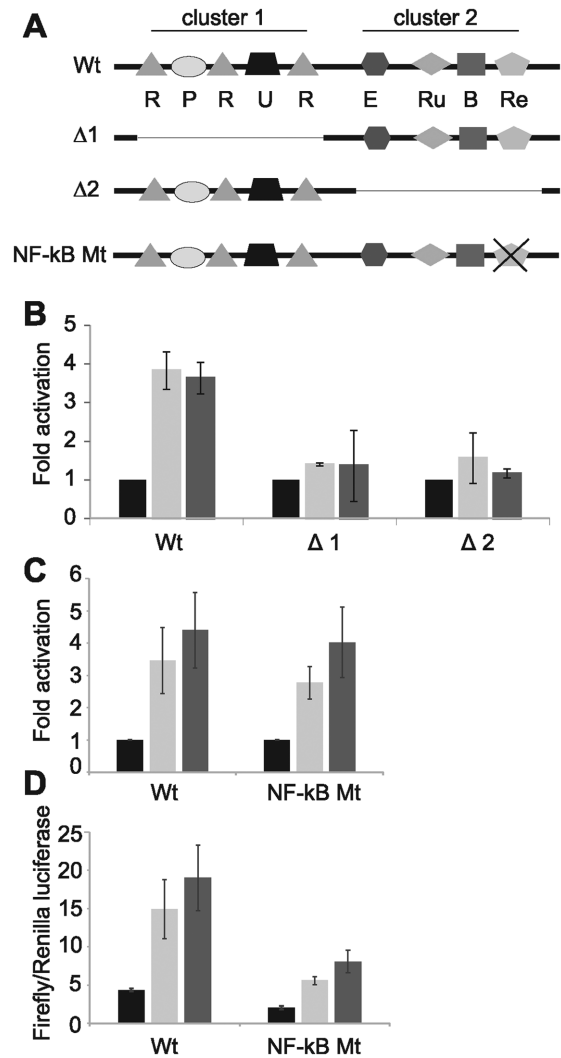 A
cluster 1 cluster 2
Wt
R P R U R E Ru B Re
Δ1
Δ2
NF-kB Mt
B
Fold activation
5
4
3
2
1
0
Wt Δ 1 Δ 2
C
Fold activation
6
5
4
3
2
1
0
Wt NF-kB Mt
D
Firefly/Renilla luciferase
25
20
15
10
5
0
Wt NF-kB Mt